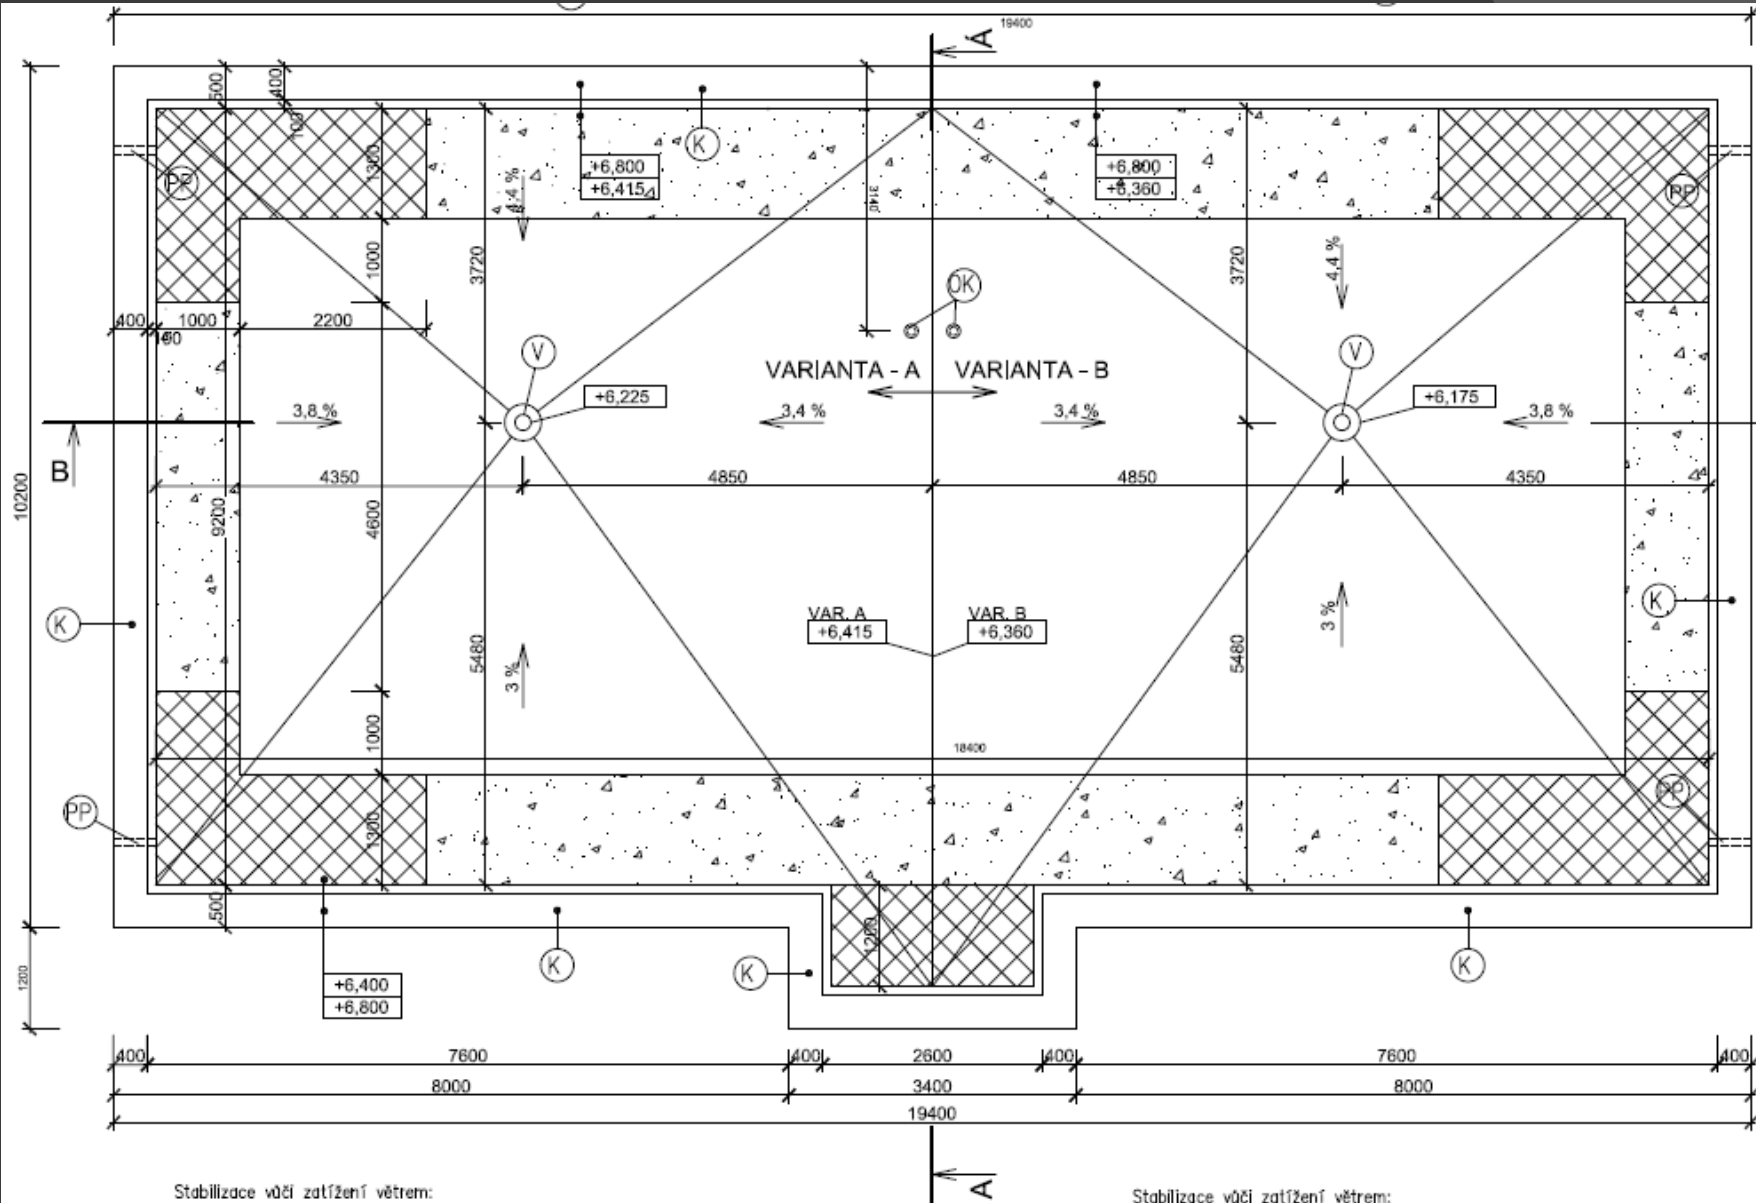 19400
A
500
400
100
K
+6,800
+6,415
+6,800
+6,360
PP
PP
1300
4,4 %
3140
1000
3720
3720
4,4 %
OK
400
100
1000
2200
V
V
VARIANTA - A
VARIANTA - B
+6,225
+6,175
3,8 %
3,4 %
3,4 %
3,8 %
B
4350
4850
4850
4350
10200
9200
4600
K
K
VAR. A
+6,415
VAR. B
+6,360
5480
5480
3 %
3 %
1000
18400
PP
PP
1300
500
1200
1200
K
K
K
+6,400
+6,800
400
7600
400
2600
400
7600
400
8000
3400
8000
19400
A
Stabilizace vůči zatížení větrem:
Stabilizace vůči zatížení větrem: